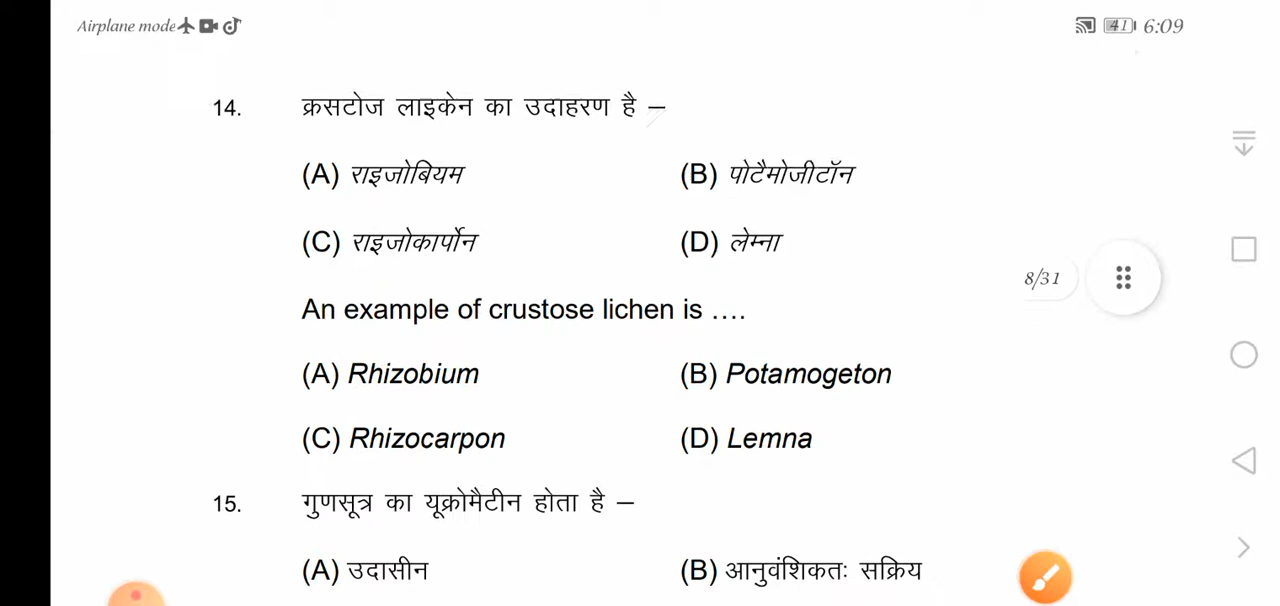 Airplane mode 41 6:09
14. क्रसटोज लाइकेन का उदाहरण है –
(A) राइजोबियम (B) पोटैमोजीटॉन
(C) राइजोकार्पोन (D) लेम्ना
8/31
An example of crustose lichen is ....
(A) Rhizobium (B) Potamogeton
(C) Rhizocarpon (D) Lemna
15. गुणसूत्र का यूक्रोमैटीन होता है –
(A) उदासीन (B) आनुवंशिकतः सक्रिय